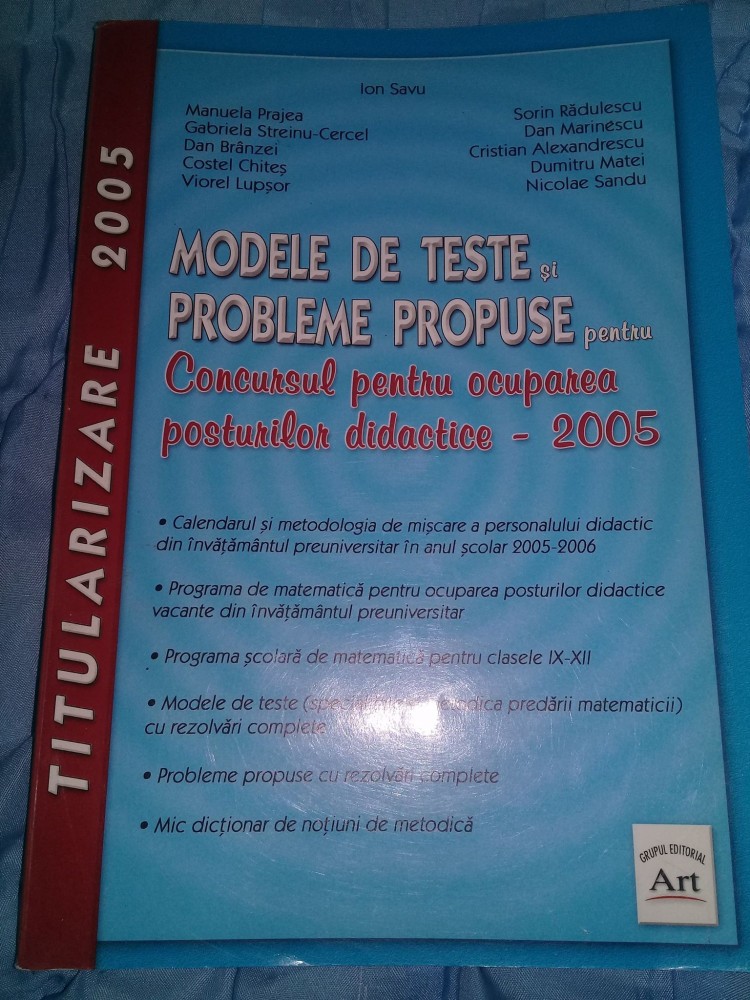 TITULARIZARE 2005
Ion Savu
Manuela Prajea
Gabriela Streinu-Cercel
Dan Brânzei
Costel Chiteș
Viorel Lupșor
Sorin Rădulescu
Dan Marinescu
Cristian Alexandrescu
Dumitru Matei
Nicolae Sandu
MODELE DE TESTE și
PROBLEME PROPUSE pentru
Concursul pentru ocuparea
posturilor didactice - 2005
• Calendarul și metodologia de mișcare a personalului didactic
din învățământul preuniversitar în anul școlar 2005-2006
• Programa de matematică pentru ocuparea posturilor didactice
vacante din învățământul preuniversitar
• Programa școlară de matematică pentru clasele IX-XII
• Modele de teste (specialitate metodica predării matematicii)
cu rezolvări complete
• Probleme propuse cu rezolvări complete
• Mic dicționar de noțiuni de metodică
GRUPUL EDITORIAL
Art